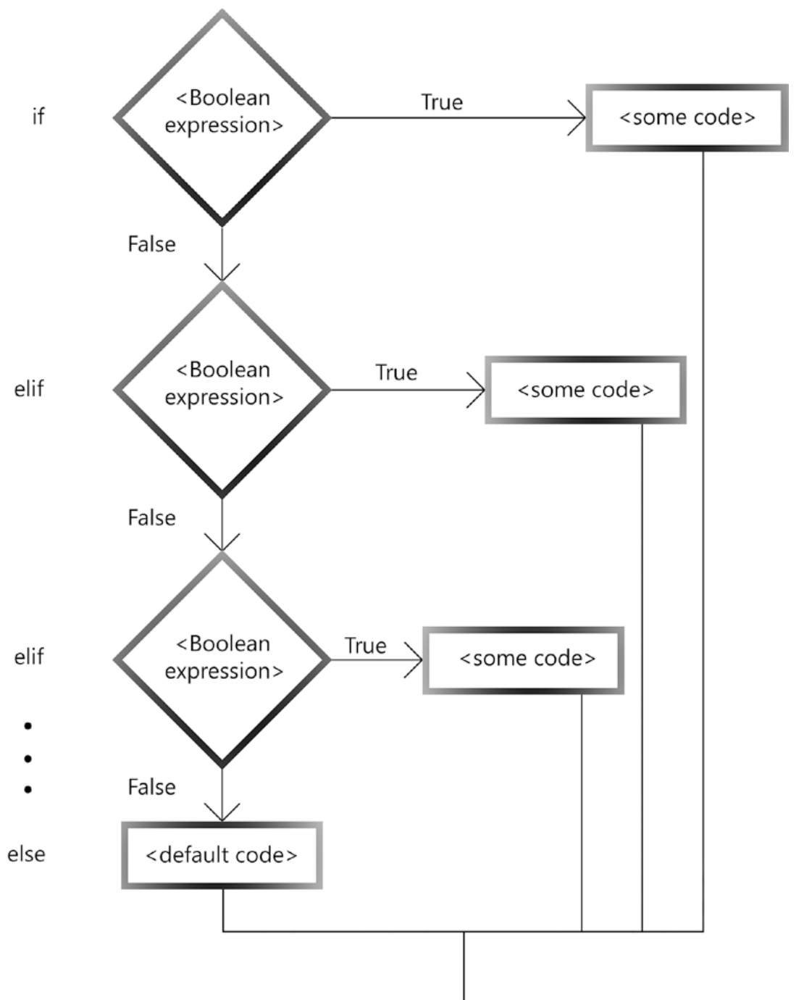 if
<Boolean
expression>
True
<some code>
False
elif
<Boolean
expression>
True
<some code>
False
elif
<Boolean
expression>
True
<some code>
False
else
<default code>